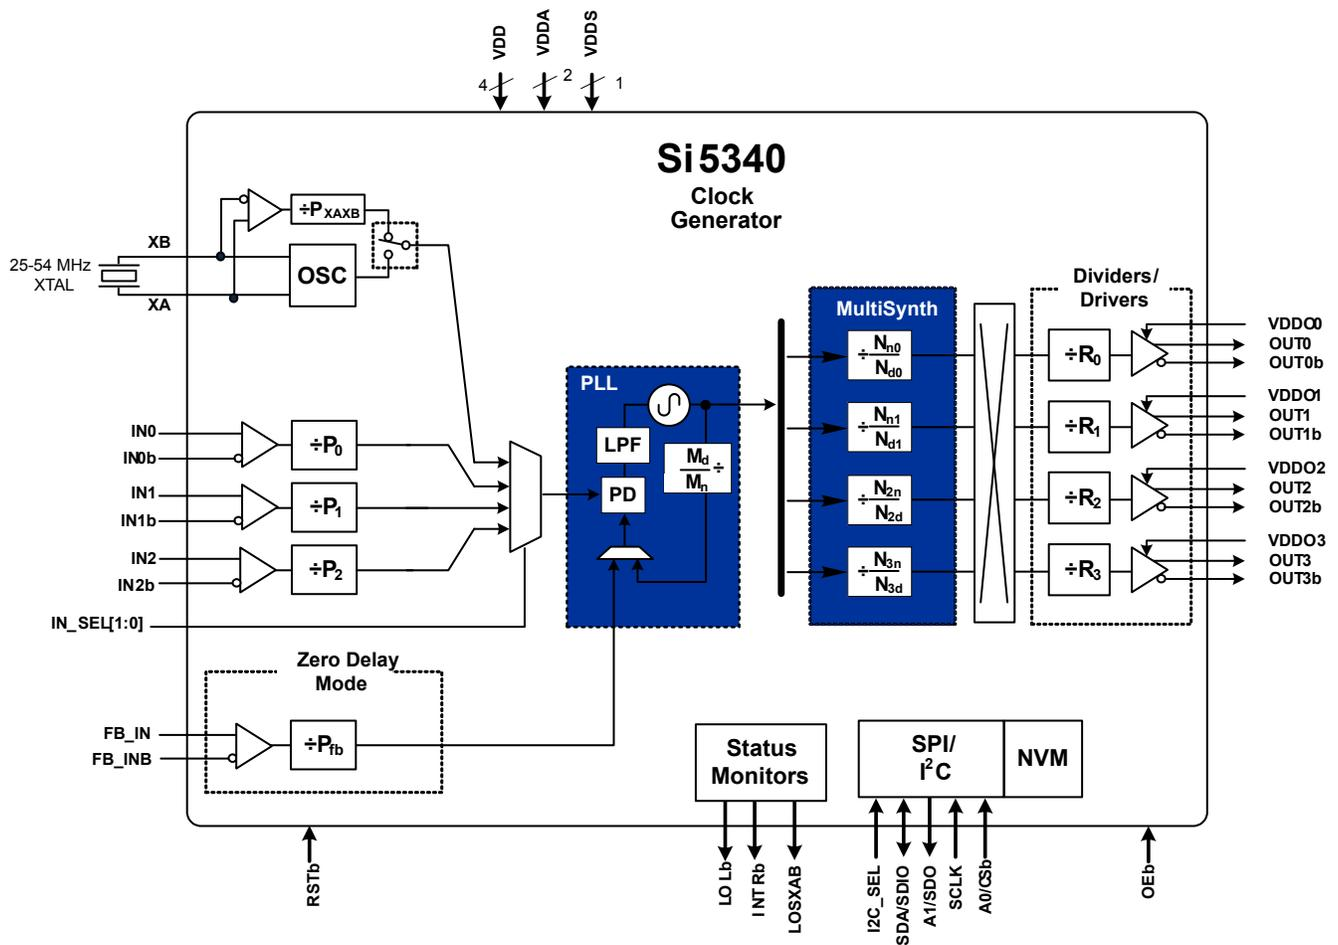 VDD
VDDA
VDDS
4
2
1
Si5340
Clock
Generator
÷PXAXB
XB
25-54 MHz
XTAL
OSC
XA
IN0
IN0b
÷P0
IN1
IN1b
÷P1
IN2
IN2b
÷P2
IN_SEL[1:0]
Zero Delay
Mode
FB_IN
FB_INB
÷Pfb
PLL
LPF
PD
Md
Mn
÷
MultiSynth
÷ Nn0
Nd0
÷ Nn1
Nd1
÷ N2n
N2d
÷ N3n
N3d
Dividers/
Drivers
÷R0
÷R1
÷R2
÷R3
VDDO0
OUT0
OUT0b
VDDO1
OUT1
OUT1b
VDDO2
OUT2
OUT2b
VDDO3
OUT3
OUT3b
Status
Monitors
SPI/
I2C
NVM
RSTb
LOLb
INTRb
LOSXAB
I2C_SEL
SDA/SDIO
A1/SDO
SCLK
A0/CSb
OEb